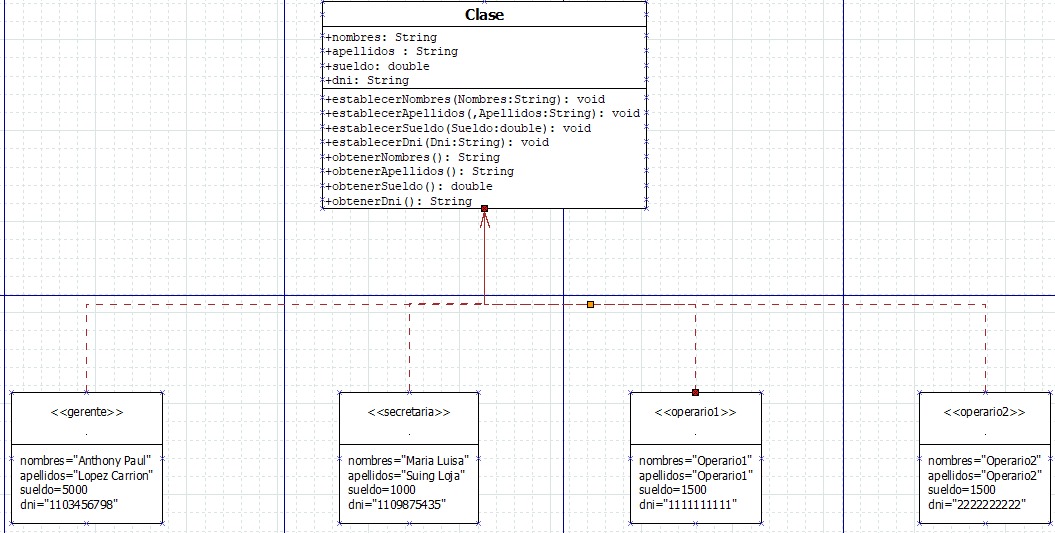 Clase
+nombres: String
+apellidos : String
+sueldo: double
+dni: String
+establecerNombres(Nombres:String): void
+establecerApellidos(,Apellidos:String): void
+establecerSueldo(Sueldo:double): void
+establecerDni(Dni:String): void
+obtenerNombres(): String
+obtenerApellidos(): String
+obtenerSueldo(): double
+obtenerDni(): String
<<gerente>>
.
nombres="Anthony Paul"
apellidos="Lopez Carrion"
sueldo=5000
dni="1103456798"
<<secretaria>>
.
nombres="Maria Luisa"
apellidos="Suing Loja"
sueldo=1000
dni="1109875435"
<<operario1>>
.
nombres="Operario1"
apellidos="Operario1"
sueldo=1500
dni="1111111111"
<<operario2>>
.
nombres="Operario2"
apellidos="Operario2"
sueldo=1500
dni="2222222222"